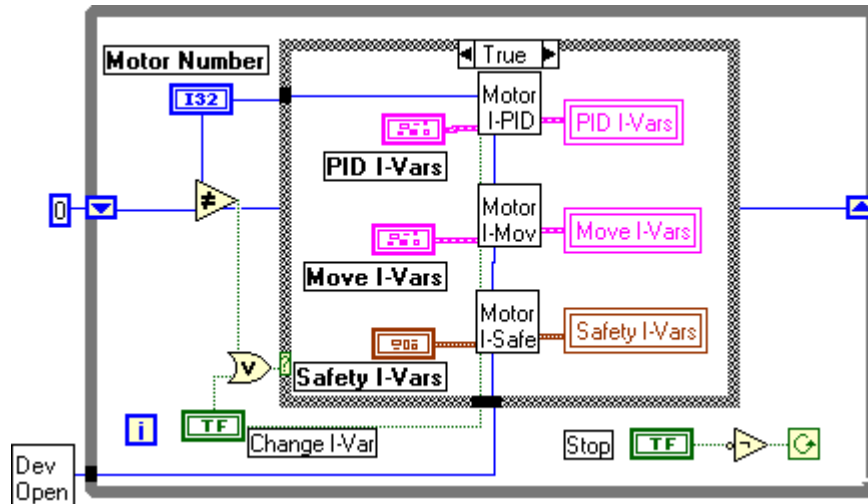 True
Motor Number
I32
Motor
I-PID
PID I-Vars
PID I-Vars
0
≠
Motor
I-Mov
Move I-Vars
Move I-Vars
Motor
I-Safe
Safety I-Vars
Safety I-Vars
V
?
TF
Change I-Var
i
Stop
TF
Dev
Open